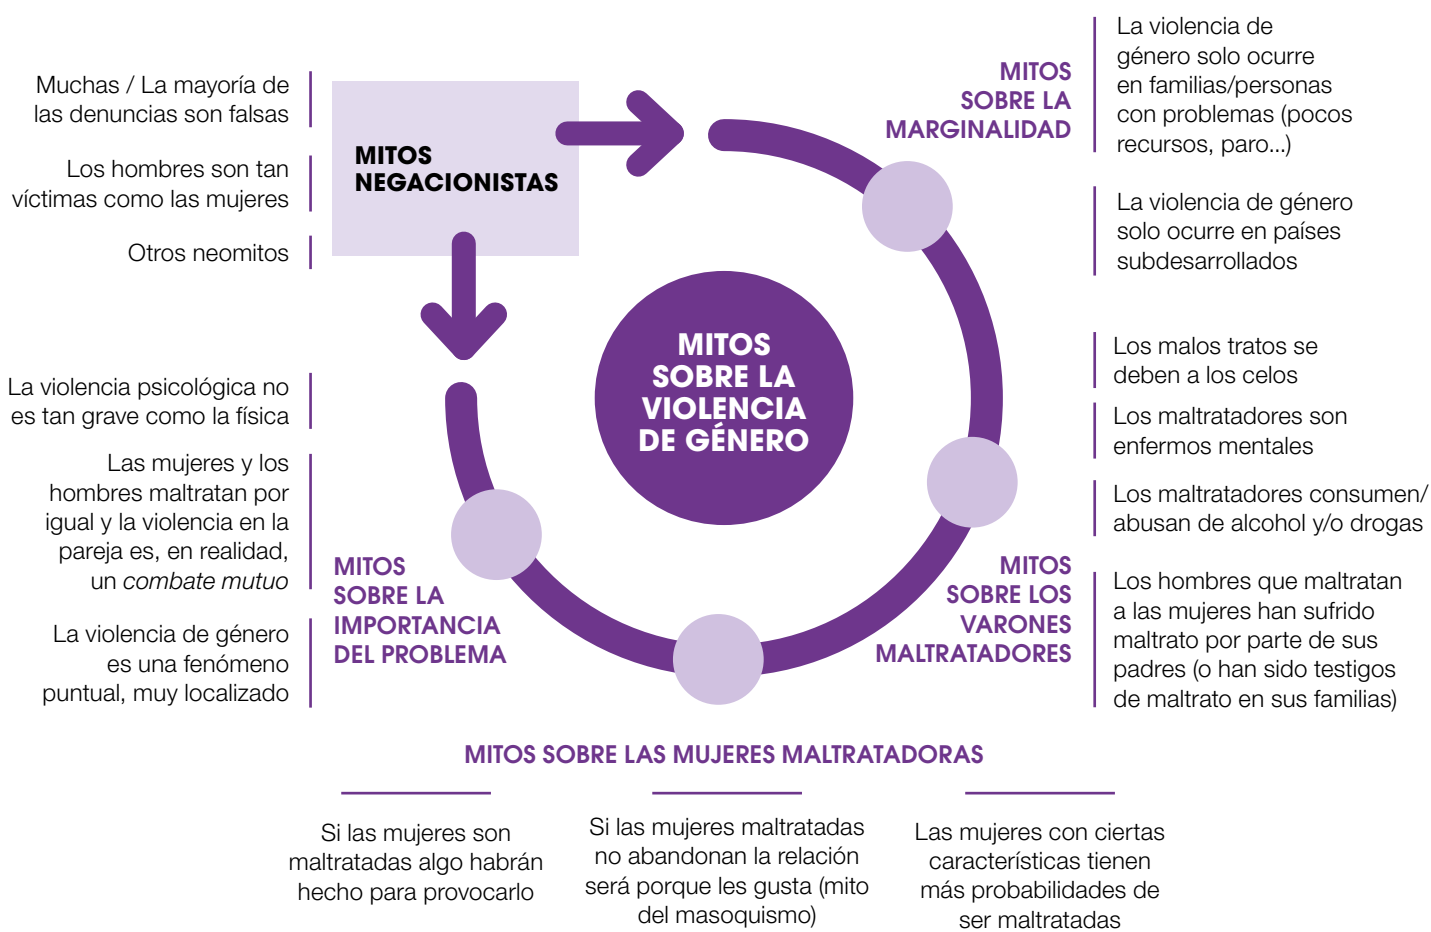 Muchas / La mayoría de
las denuncias son falsas
Los hombres son tan
víctimas como las mujeres
Otros neomitos
MITOS
NEGACIONISTAS
MITOS
SOBRE LA
MARGINALIDAD
La violencia de
género solo ocurre
en familias/personas
con problemas (pocos
recursos, paro...)
La violencia de género
solo ocurre en países
subdesarrollados
MITOS
SOBRE LA
VIOLENCIA
DE GÉNERO
Los malos tratos se
deben a los celos
Los maltratadores son
enfermos mentales
Los maltratadores consumen/
abusan de alcohol y/o drogas
Los hombres que maltratan
a las mujeres han sufrido
maltrato por parte de sus
padres (o han sido testigos
de maltrato en sus familias)
MITOS
SOBRE LOS
VARONES
MALTRATADORES
La violencia psicológica no
es tan grave como la física
Las mujeres y los
hombres maltratan por
igual y la violencia en la
pareja es, en realidad,
un combate mutuo
La violencia de género
es una fenómeno
puntual, muy localizado
MITOS
SOBRE LA
IMPORTANCIA
DEL PROBLEMA
MITOS SOBRE LAS MUJERES MALTRATADORAS
Si las mujeres son
maltratadas algo habrán
hecho para provocarlo
Si las mujeres maltratadas
no abandonan la relación
será porque les gusta (mito
del masoquismo)
Las mujeres con ciertas
características tienen
más probabilidades de
ser maltratadas